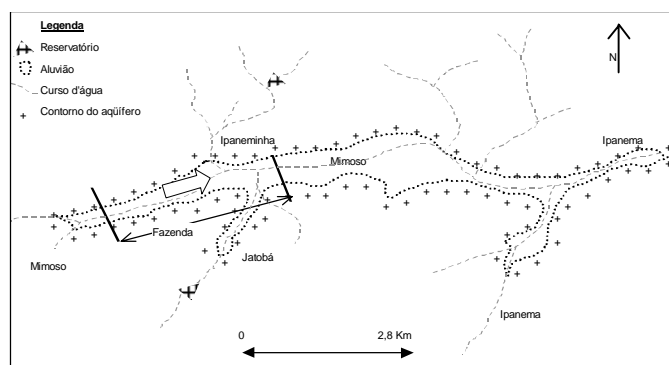 Legenda
Reservatório
Aluvião
Curso d'água
Contorno do aqüífero
N
Ipaneminha
Ipanema
Mimoso
Fazenda
Jatobá
Mimoso
Ipanema
0 2,8 Km